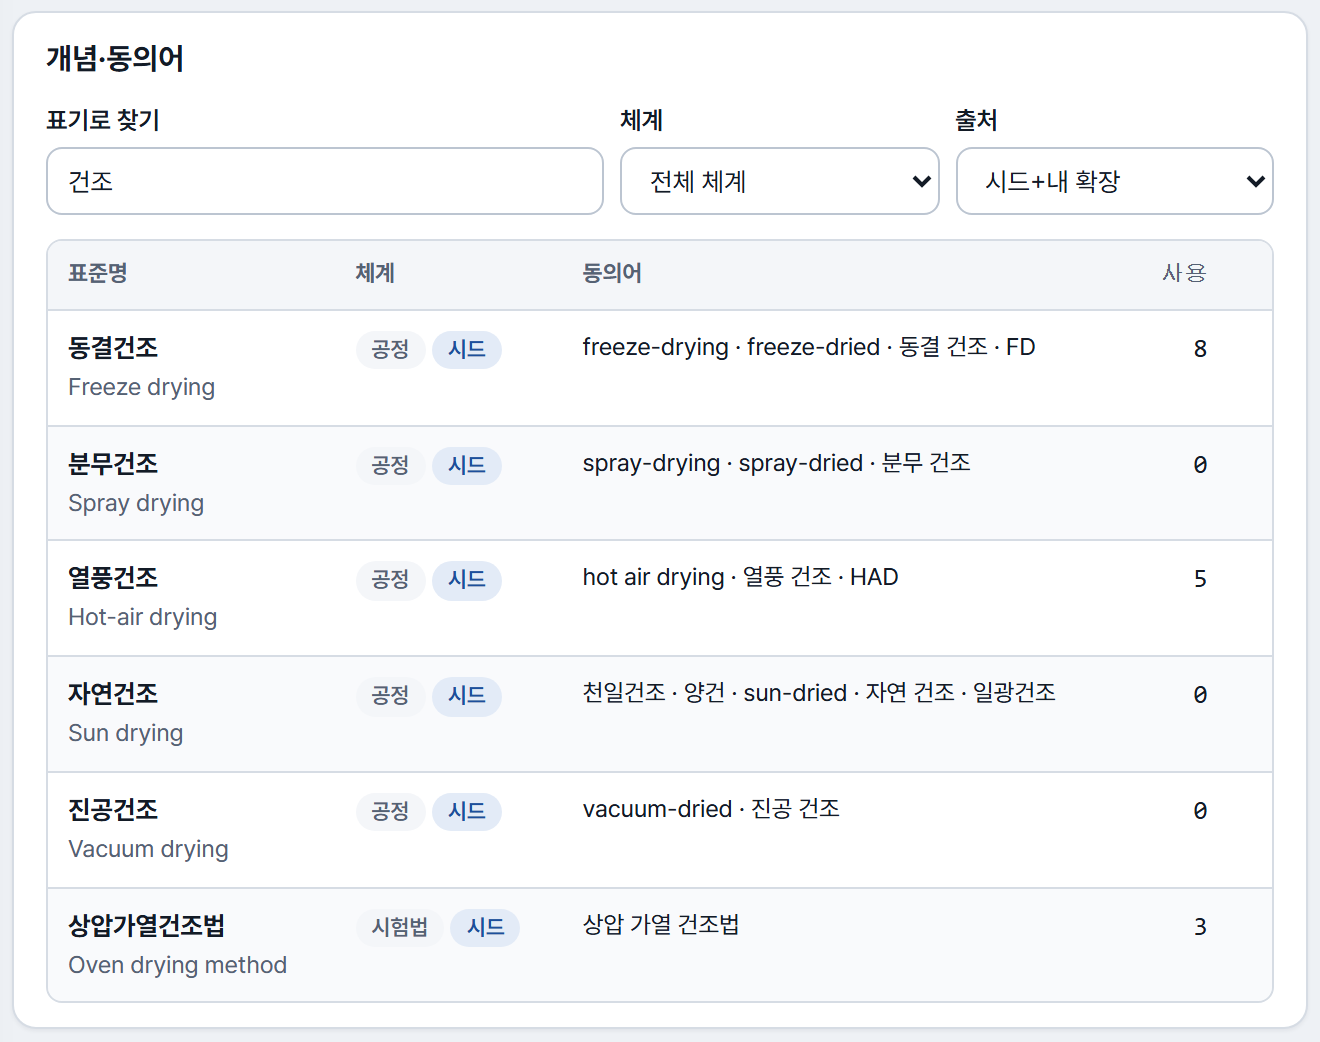 개념·동의어
표기로 찾기 체계 출처
건조 전체 체계 시드+내 확장
표준명 체계 동의어 사용
동결건조 공정 시드 freeze-drying · freeze-dried · 동결 건조 · FD 8
Freeze drying
분무건조 공정 시드 spray-drying · spray-dried · 분무 건조 0
Spray drying
열풍건조 공정 시드 hot air drying · 열풍 건조 · HAD 5
Hot-air drying
자연건조 공정 시드 천일건조 · 양건 · sun-dried · 자연 건조 · 일광건조 0
Sun drying
진공건조 공정 시드 vacuum-dried · 진공 건조 0
Vacuum drying
상압가열건조법 시험법 시드 상압 가열 건조법 3
Oven drying method